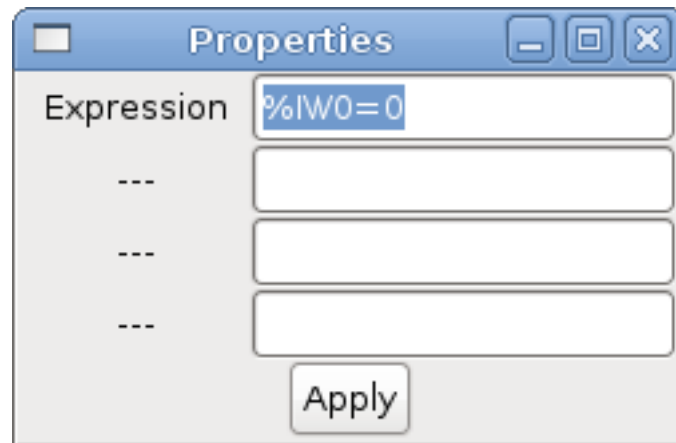 Properties
Expression %IW0=0
---
---
---
Apply